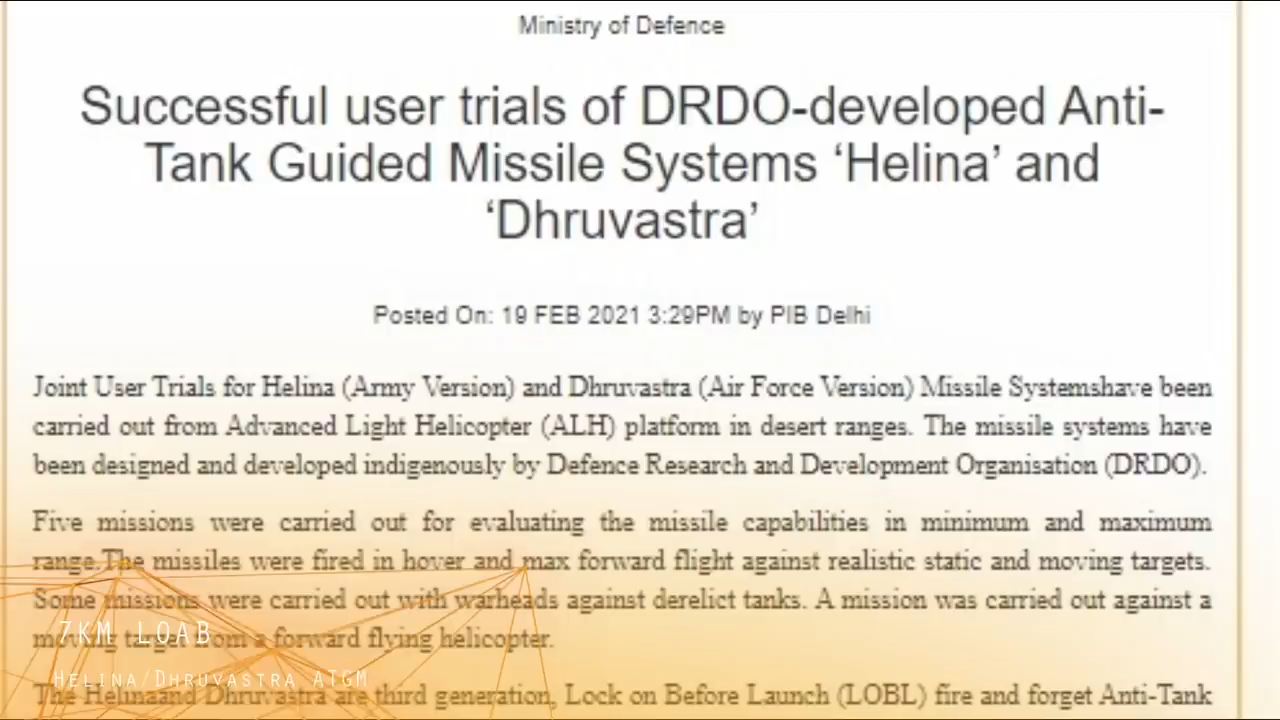 Ministry of Defence
Successful user trials of DRDO-developed Anti-
Tank Guided Missile Systems ‘Helina’ and
‘Dhruvastra’
Posted On: 19 FEB 2021 3:29PM by PIB Delhi
Joint User Trials for Helina (Army Version) and Dhruvastra (Air Force Version) Missile Systemshave been
carried out from Advanced Light Helicopter (ALH) platform in desert ranges. The missile systems have
been designed and developed indigenously by Defence Research and Development Organisation (DRDO).
Five missions were carried out for evaluating the missile capabilities in minimum and maximum
range.The missiles were fired in hover and max forward flight against realistic static and moving targets.
Some missions were carried out with warheads against derelict tanks. A mission was carried out against a
moving target from a forward flying helicopter.
7KM LOAB
Helina/Dhruvastra ATGM
The Helinaand Dhruvastra are third generation, Lock on Before Launch (LOBL) fire and forget Anti-Tank